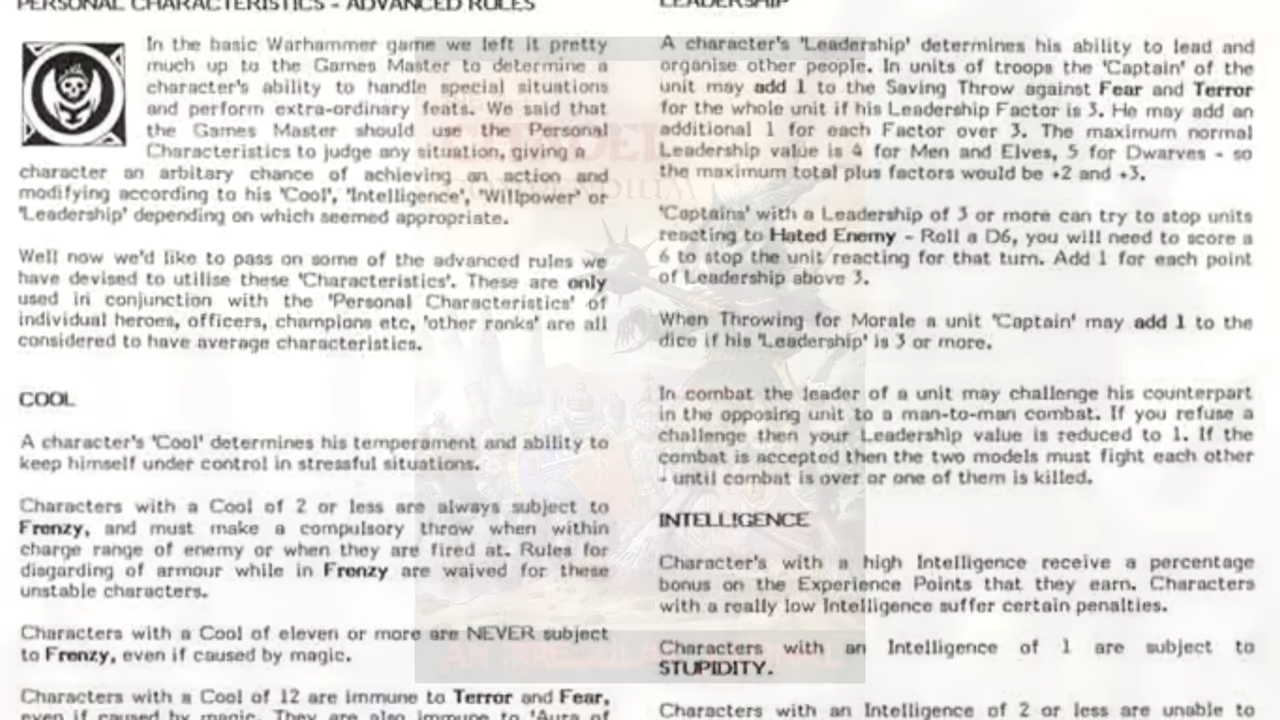 PERSONAL CHARACTERISTICS - ADVANCED RULES
In the basic Warhammer game we left it pretty
much up to the Games Master to determine a
character's ability to handle special situations
and perform extra-ordinary feats. We said that
the Games Master should use the Personal
Characteristics to judge any situation, giving a
character an arbitary chance of achieving an action and
modifying according to his 'Cool', 'Intelligence', 'Willpower' or
'Leadership' depending on which seemed appropriate.
Well now we'd like to pass on some of the advanced rules we
have devised to utilise these 'Characteristics'. These are only
used in conjunction with the 'Personal Characteristics' of
individual heroes, officers, champions etc, 'other ranks' are all
considered to have average characteristics.
COOL
A character's 'Cool' determines his temperament and ability to
keep himself under control in stressful situations.
Characters with a Cool of 2 or less are always subject to
Frenzy, and must make a compulsory throw when within
charge range of enemy or when they are fired at. Rules for
disgarding of armour while in Frenzy are waived for these
unstable characters.
Characters with a Cool of eleven or more are NEVER subject
to Frenzy, even if caused by magic.
Characters with a Cool of 12 are immune to Terror and Fear,
even if caused by magic. They are also immune to 'Aura of
LEADERSHIP
A character's 'Leadership' determines his ability to lead and
organise other people. In units of troops the 'Captain' of the
unit may add 1 to the Saving Throw against Fear and Terror
for the whole unit if his Leadership Factor is 3. He may add an
additional 1 for each Factor over 3. The maximum normal
Leadership value is 4 for Men and Elves, 5 for Dwarves - so
the maximum total plus factors would be +2 and +3.
'Captains' with a Leadership of 3 or more can try to stop units
reacting to Hated Enemy - Roll a D6, you will need to score a
6 to stop the unit reacting for that turn. Add 1 for each point
of Leadership above 3.
When Throwing for Morale a unit 'Captain' may add 1 to the
dice if his 'Leadership' is 3 or more.
In combat the leader of a unit may challenge his counterpart
in the opposing unit to a man-to-man combat. If you refuse a
challenge then your Leadership value is reduced to 1. If the
combat is accepted then the two models must fight each other
- until combat is over or one of them is killed.
INTELLIGENCE
Character's with a high Intelligence receive a percentage
bonus on the Experience Points that they earn. Characters
with a really low Intelligence suffer certain penalties.
Characters with an Intelligence of 1 are subject to
STUPIDITY.
Characters with an Intelligence of 2 or less are unable to